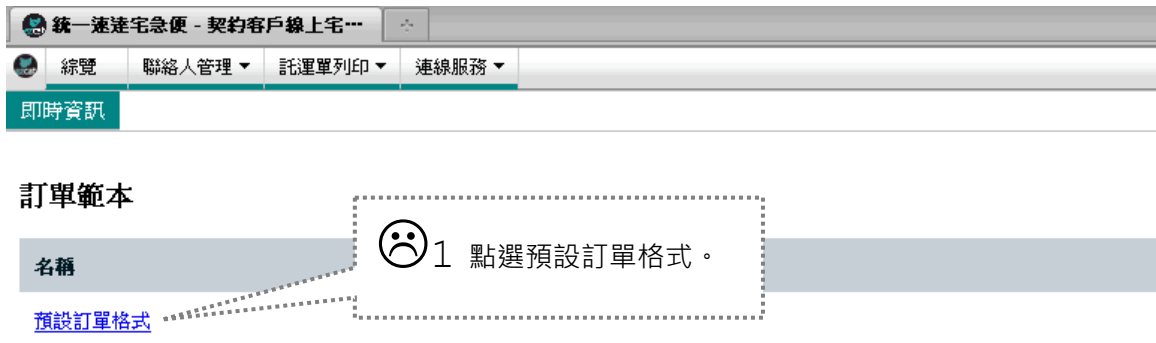 統一速達宅急便 - 契約客戶線上宅…
綜覽 聯絡人管理 ▼ 託運單列印 ▼ 連線服務 ▼
即時資訊
訂單範本
名稱
☹1 點選預設訂單格式。
預設訂單格式